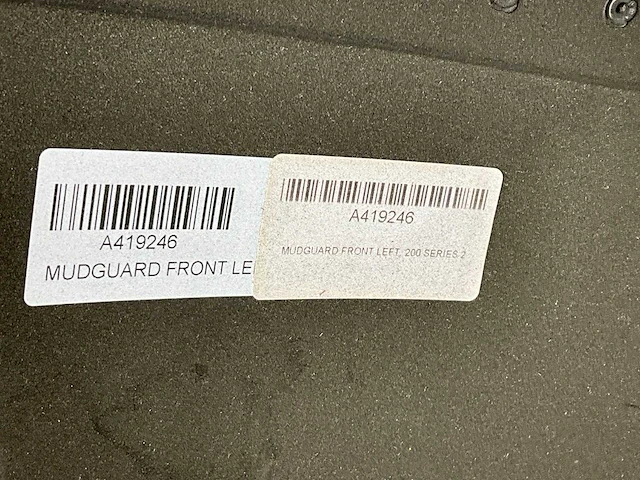 A419246
MUDGUARD FRONT LE
A419246
MUDGUARD FRONT LEFT, 200 SERIES 2